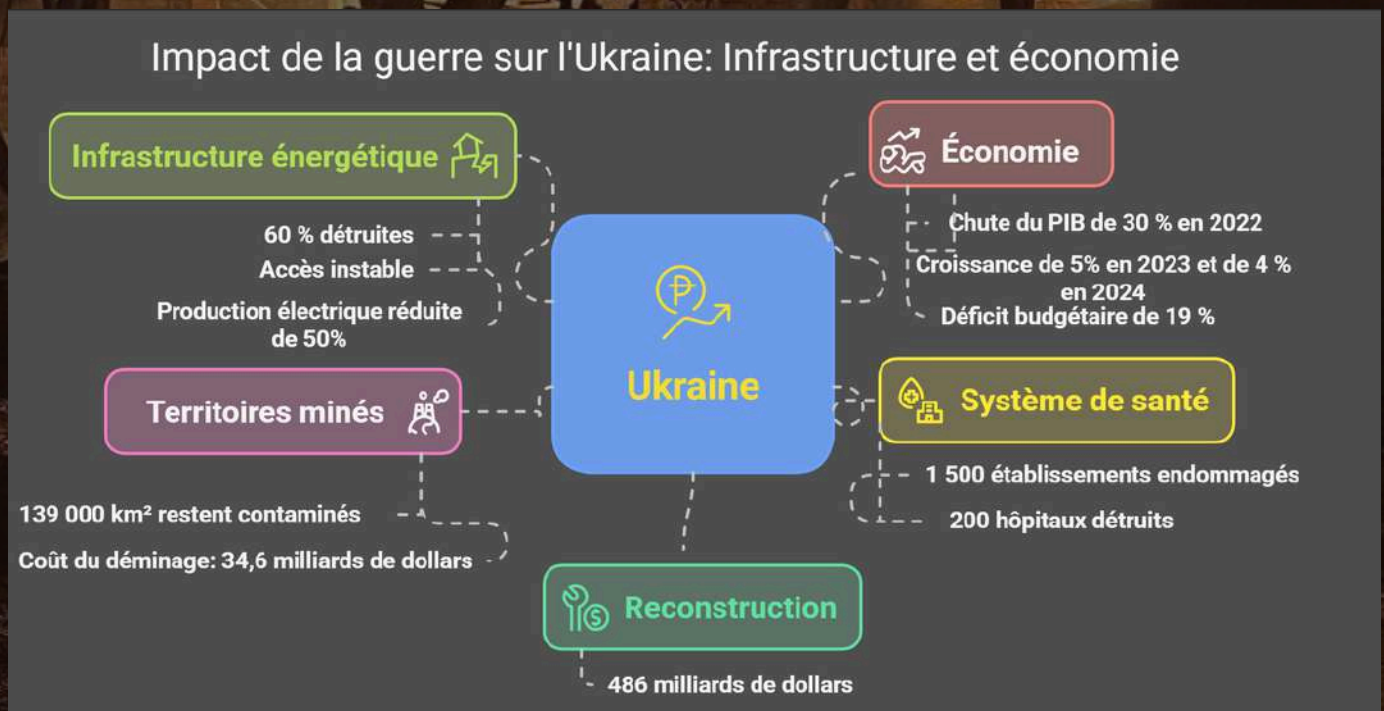 Impact de la guerre sur l'Ukraine: Infrastructure et économie
Infrastructure énergétique
60 % détruites
Accès instable
Production électrique réduite
de 50%
Territoires minés
139 000 km² restent contaminés
Coût du déminage: 34,6 milliards de dollars
Ukraine
Économie
Chute du PIB de 30 % en 2022
Croissance de 5% en 2023 et de 4 %
en 2024
Déficit budgétaire de 19 %
Système de santé
1 500 établissements endommagés
200 hôpitaux détruits
Reconstruction
486 milliards de dollars